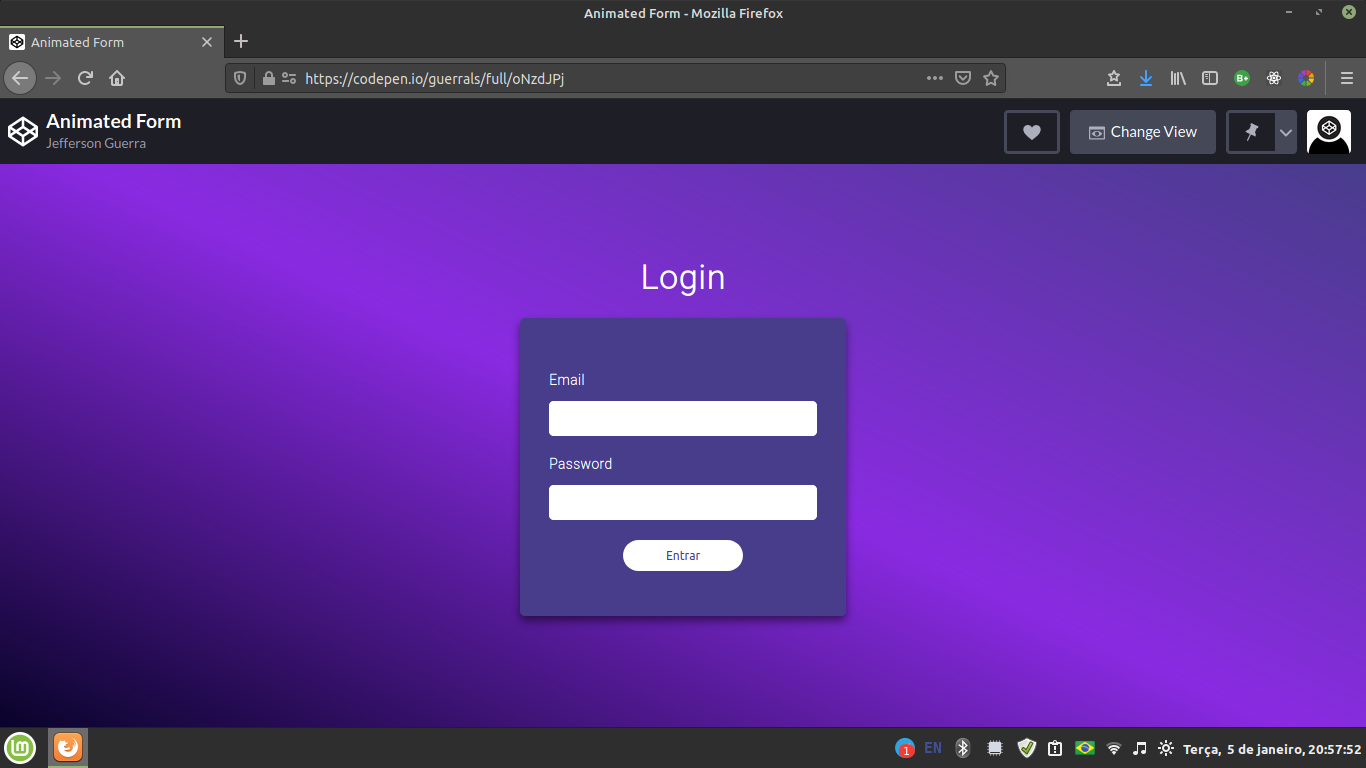 Animated Form - Mozilla Firefox
Animated Form
https://codepen.io/guerrals/full/oNzdJPj
B+
Animated Form
Jefferson Guerra
Change View
Login
Email
Password
Entrar
lm
1
EN
Terça, 5 de janeiro, 20:57:52